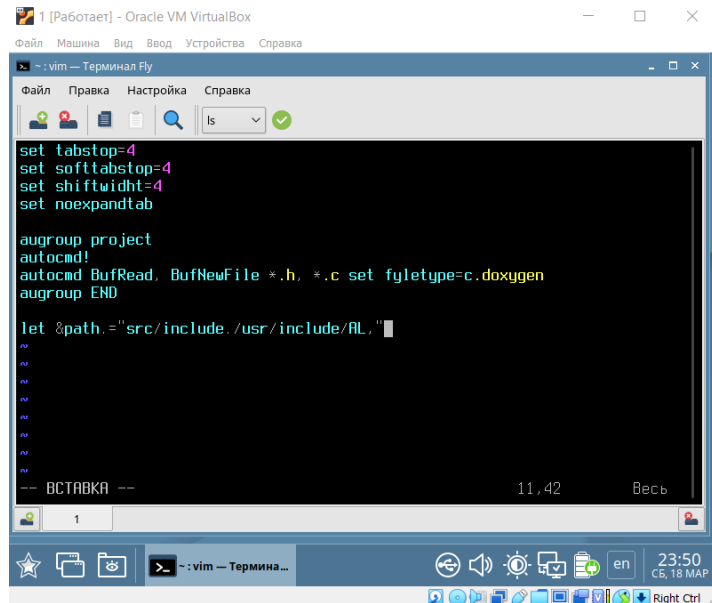 1 [Работает] - Oracle VM VirtualBox
Файл Машина Вид Ввод Устройства Справка
~ : vim — Терминал Fly
Файл Правка Настройка Справка
ls
set tabstop=4
set softtabstop=4
set shiftwidht=4
set noexpandtab
augroup project
autocmd!
autocmd BufRead, BufNewFile *.h, *.c set fyletype=c.doxygen
augroup END
let &path.="src/include./usr/include/AL,"
~
~
~
~
~
~
~
~
-- ВСТАВКА -- 11,42 Весь
1
~ : vim — Термина... en 23:50
СБ, 18 МАР
Right Ctrl